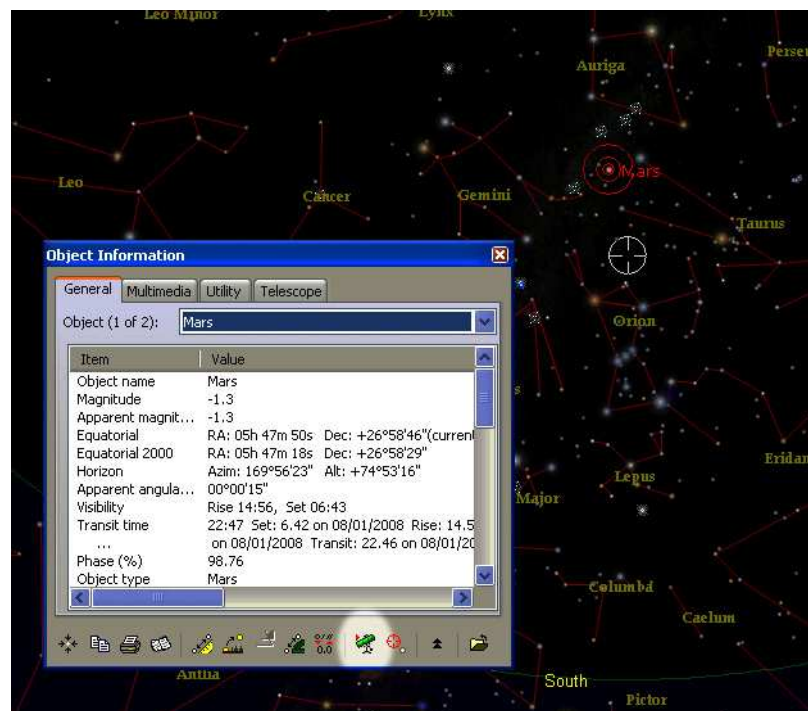 Leo Minor
Lynx
Auriga
Perse
Leo
Cancer
Gemini
Mars
Taurus
Orion
Lepus
Eridan
Major
Columba
Caelum
Antlia
South
Pictor
Object Information
General Multimedia Utility Telescope
Object (1 of 2): Mars
Item Value
Object name Mars
Magnitude -1.3
Apparent magnit... -1.3
Equatorial RA: 05h 47m 50s Dec: +26°58'46"(current
Equatorial 2000 RA: 05h 47m 18s Dec: +26°58'29"
Horizon Azim: 169°56'23" Alt: +74°53'16"
Apparent angula... 00°00'15"
Visibility Rise 14:56, Set 06:43
Transit time 22:47 Set: 6.42 on 08/01/2008 Rise: 14.5
... on 08/01/2008 Transit: 22.46 on 08/01/20
Phase (%) 98.76
Object type Mars
0.0